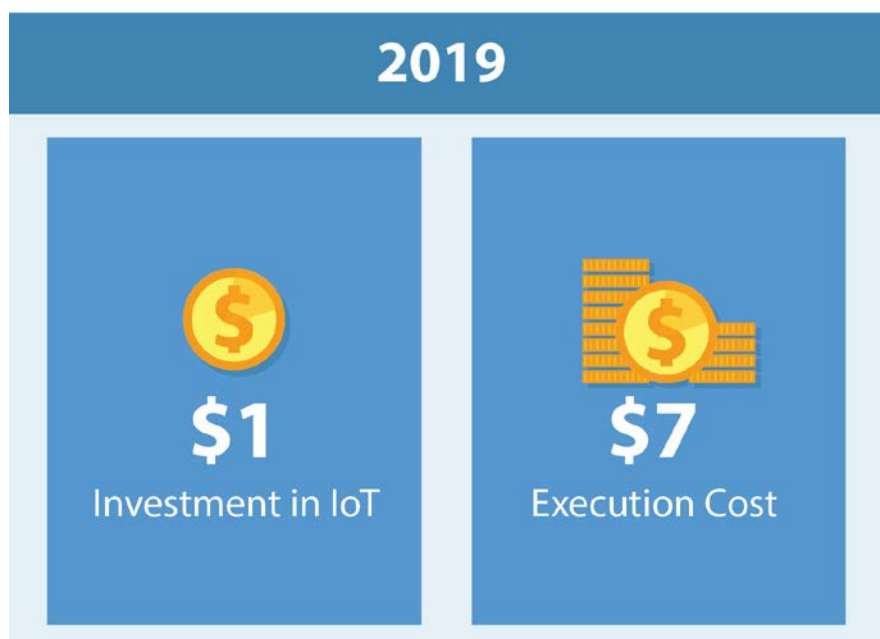 2019
$
$1
Investment in IoT
$
$7
Execution Cost